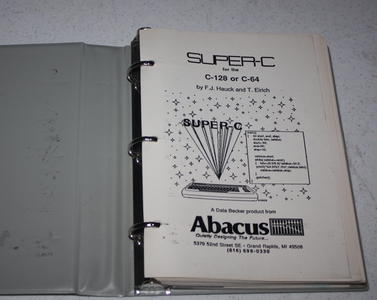 SUPER-C
for the
C-128 or C-64
by F.J. Hauck and T. Eirich
SUPER-C
A Data Becker product from
Abacus
Quietly Designing The Future...
5370 52nd Street SE • Grand Rapids, MI 49508
(616) 698-0330